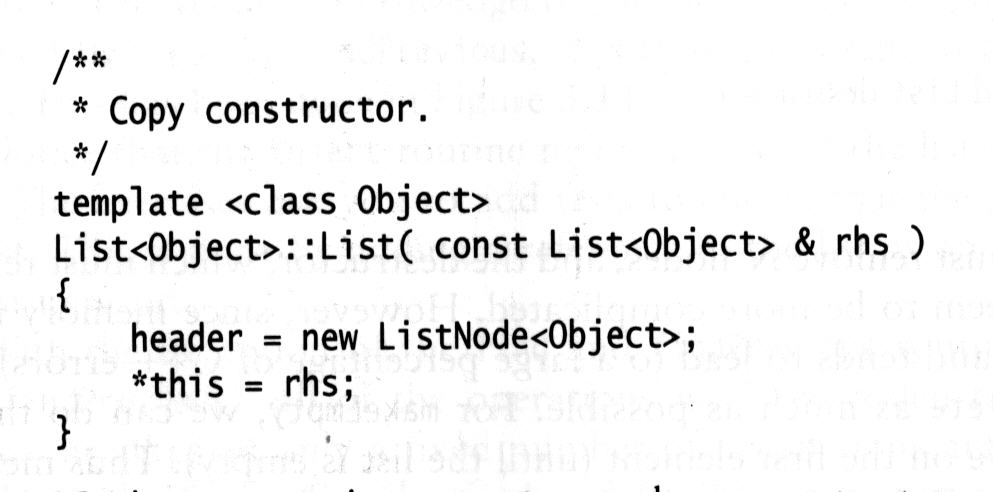 /**
 * Copy constructor.
 */
template <class Object>
List<Object>::List( const List<Object> & rhs )
{
    header = new ListNode<Object>;
    *this = rhs;
}